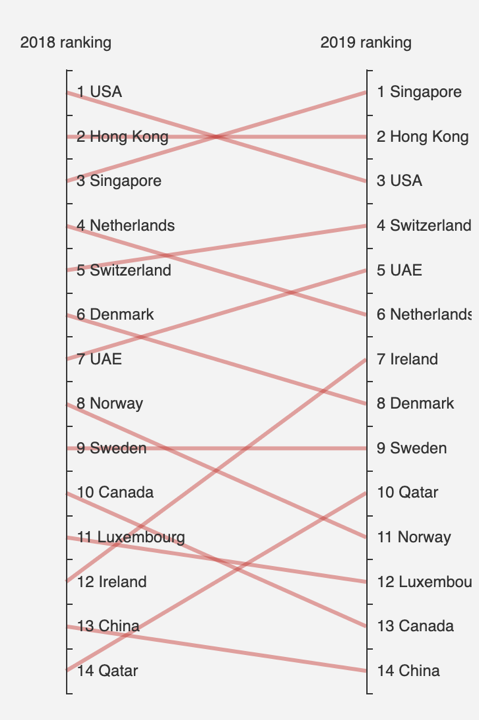 2018 ranking 2019 ranking
1 USA 1 Singapore
2 Hong Kong 2 Hong Kong
3 Singapore 3 USA
4 Netherlands 4 Switzerland
5 Switzerland 5 UAE
6 Denmark 6 Netherlands
7 UAE 7 Ireland
8 Norway 8 Denmark
9 Sweden 9 Sweden
10 Canada 10 Qatar
11 Luxembourg 11 Norway
12 Ireland 12 Luxembou
13 China 13 Canada
14 Qatar 14 China